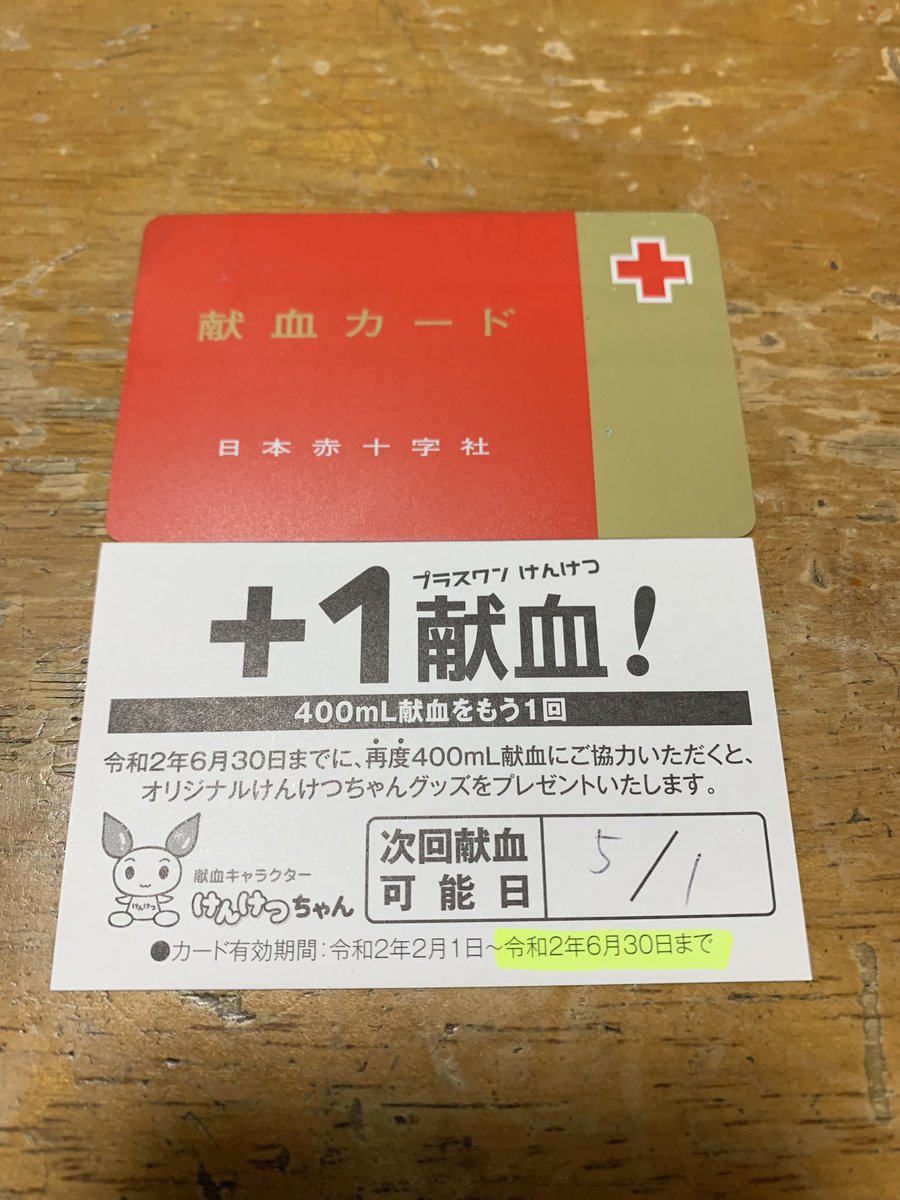 献血カード
日本赤十字社
プラスワン けんけつ
+1献血!
400mL献血をもう1回
令和2年6月30日までに、再度400mL献血にご協力いただくと、
オリジナルけんけつちゃんグッズをプレゼントいたします。
けんけつ
献血キャラクター
けんけつちゃん
次回献血
可能日
5/1
●カード有効期間:令和2年2月1日~令和2年6月30日まで